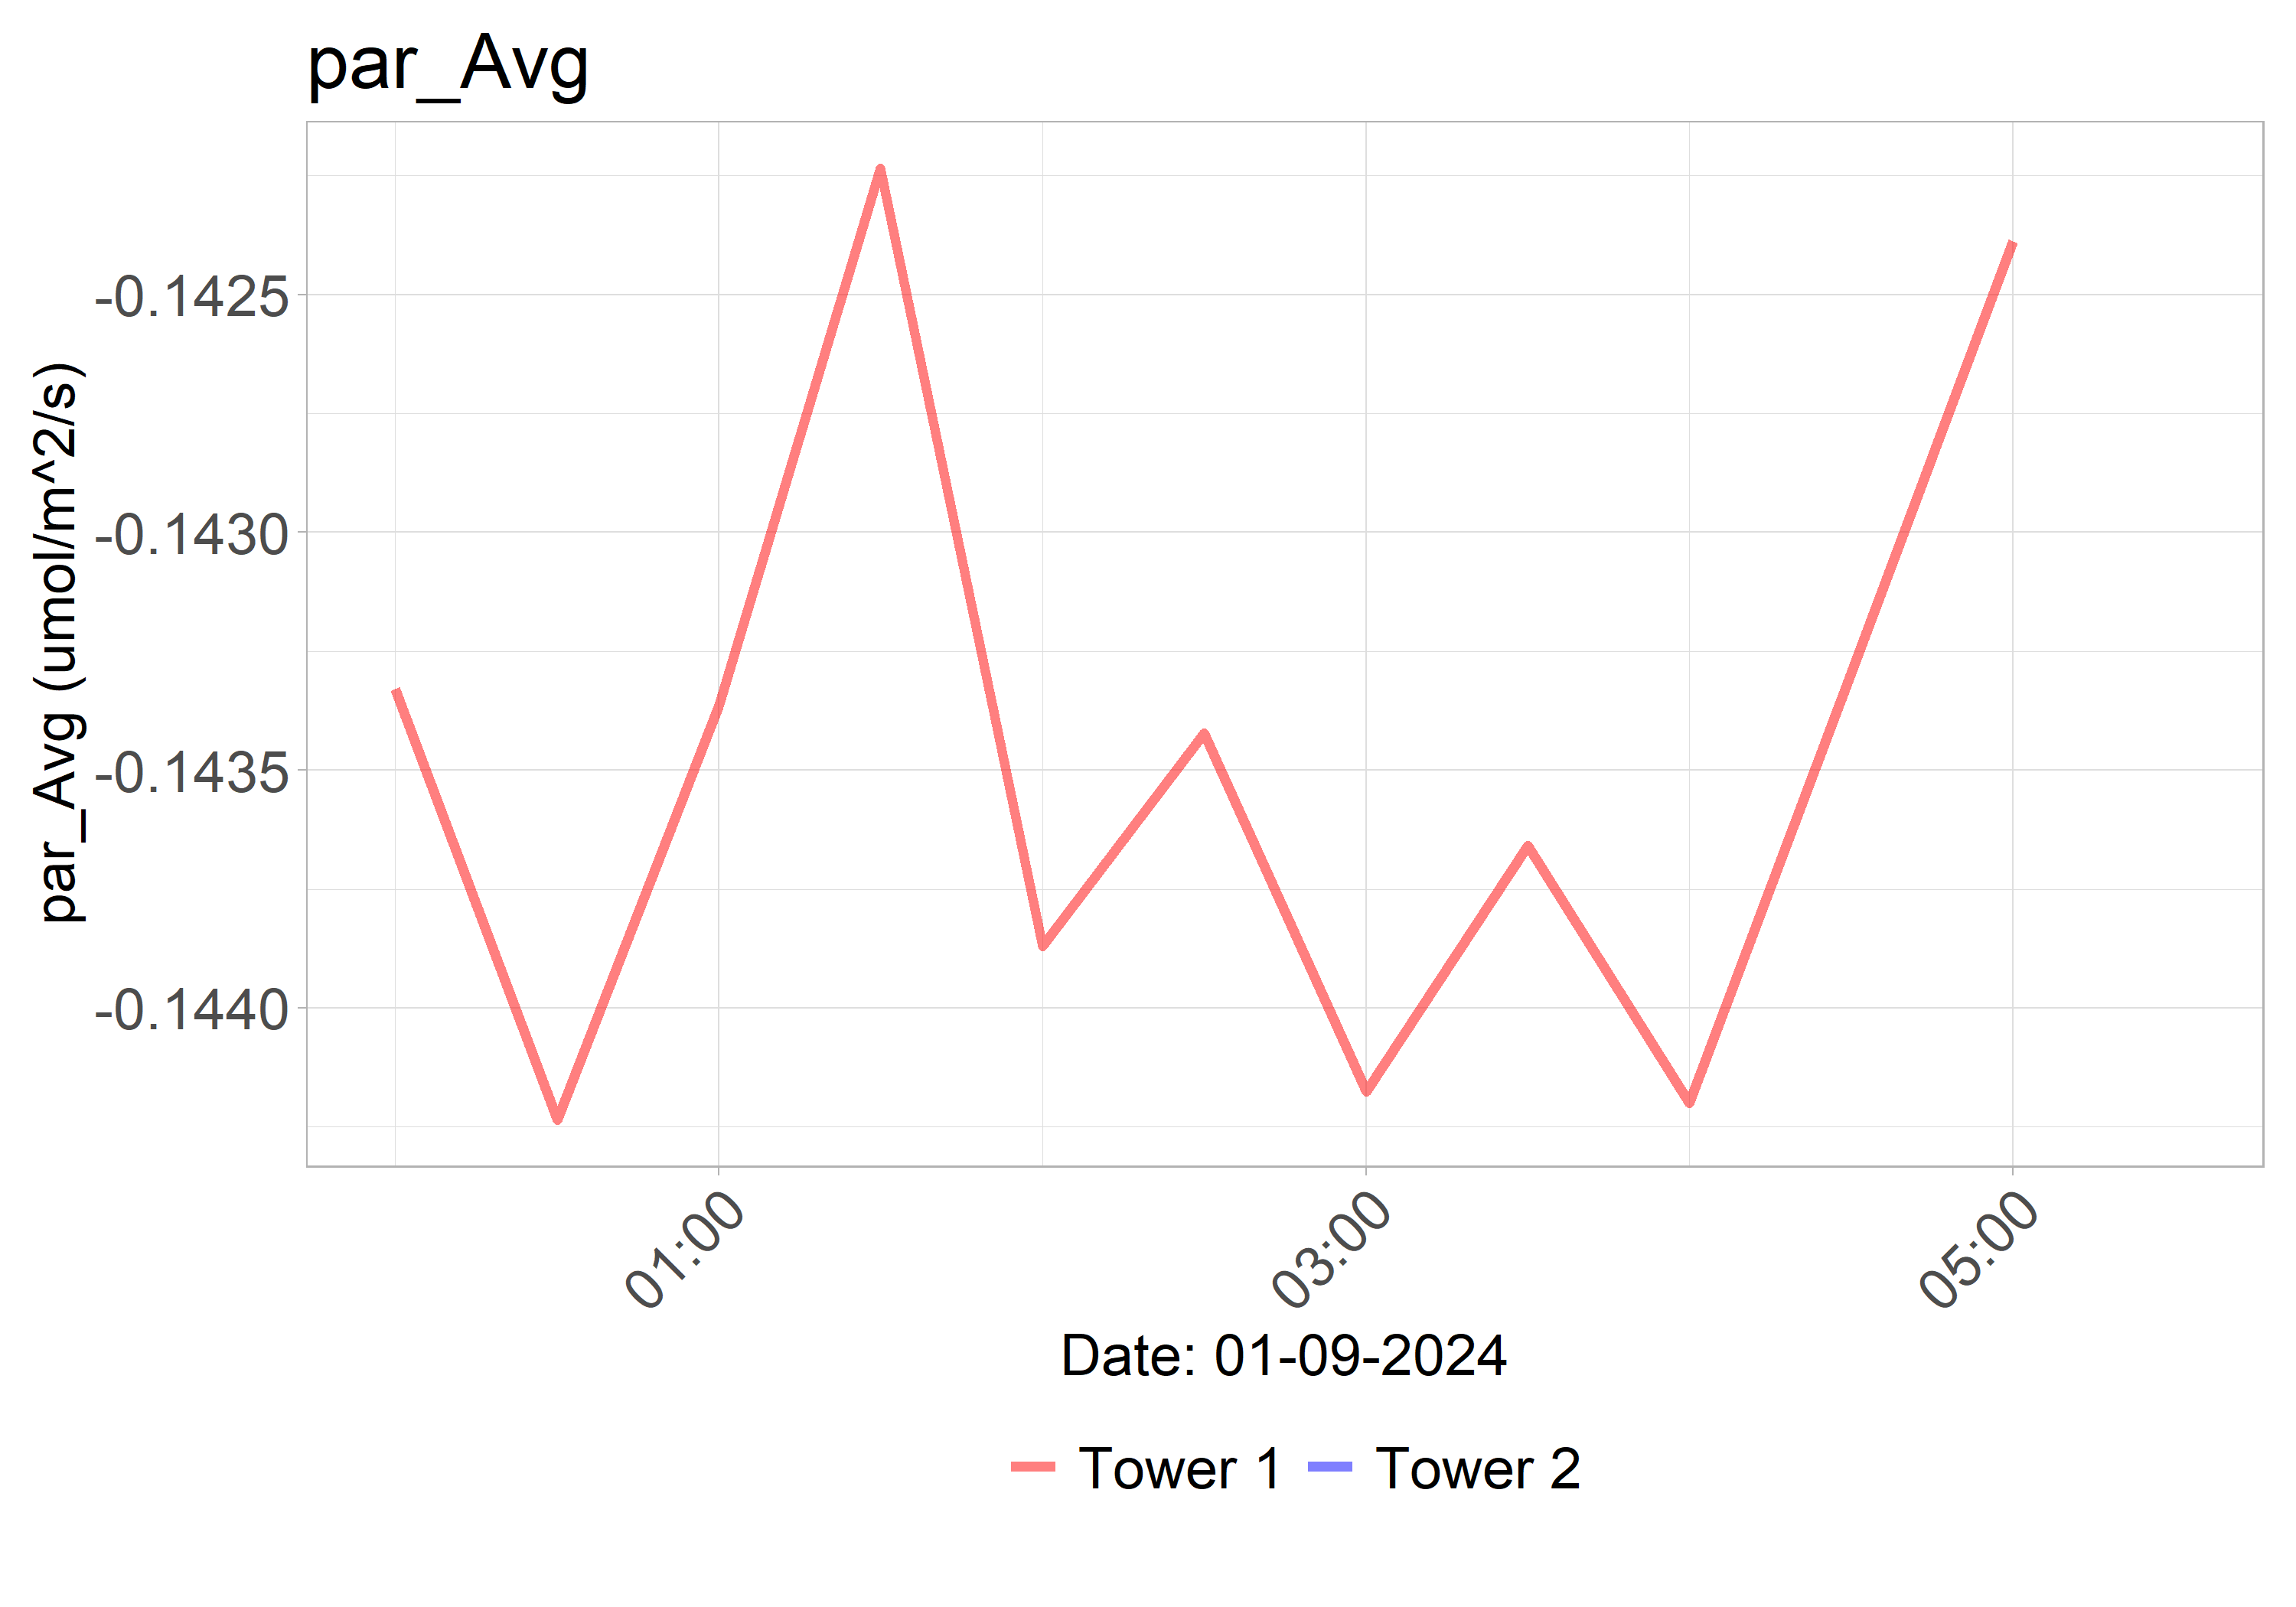 par_Avg
par_Avg (umol/m^2/s)
-0.1425
-0.1430
-0.1435
-0.1440
01:00
03:00
05:00
Date: 01-09-2024
Tower 1
Tower 2